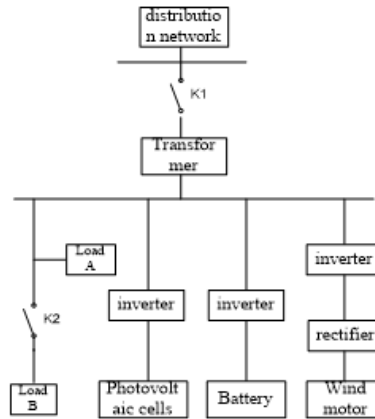 distributio
n network
K1
Transfor
mer
Load
A
inverter
K2
inverter
inverter
rectifier
Load
B
Photovolt
aic cells
Battery
Wind
motor